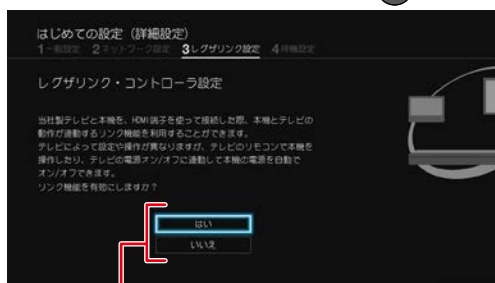 はじめての設定（詳細設定）
1一般設定 2ネットワーク設定 3レグザリンク設定 4待機設定
レグザリンク・コントローラ設定
当社製テレビと本機を、HDMI端子を使って接続した際、本機とテレビの
動作が連動するリンク機能を利用することができます。
テレビによって設定や操作が異なりますが、テレビのリモコンで本機を
操作したり、テレビの電源オン/オフに連動して本機の電源を自動で
オン/オフできます。
リンク機能を有効にしますか？
はい
いいえ